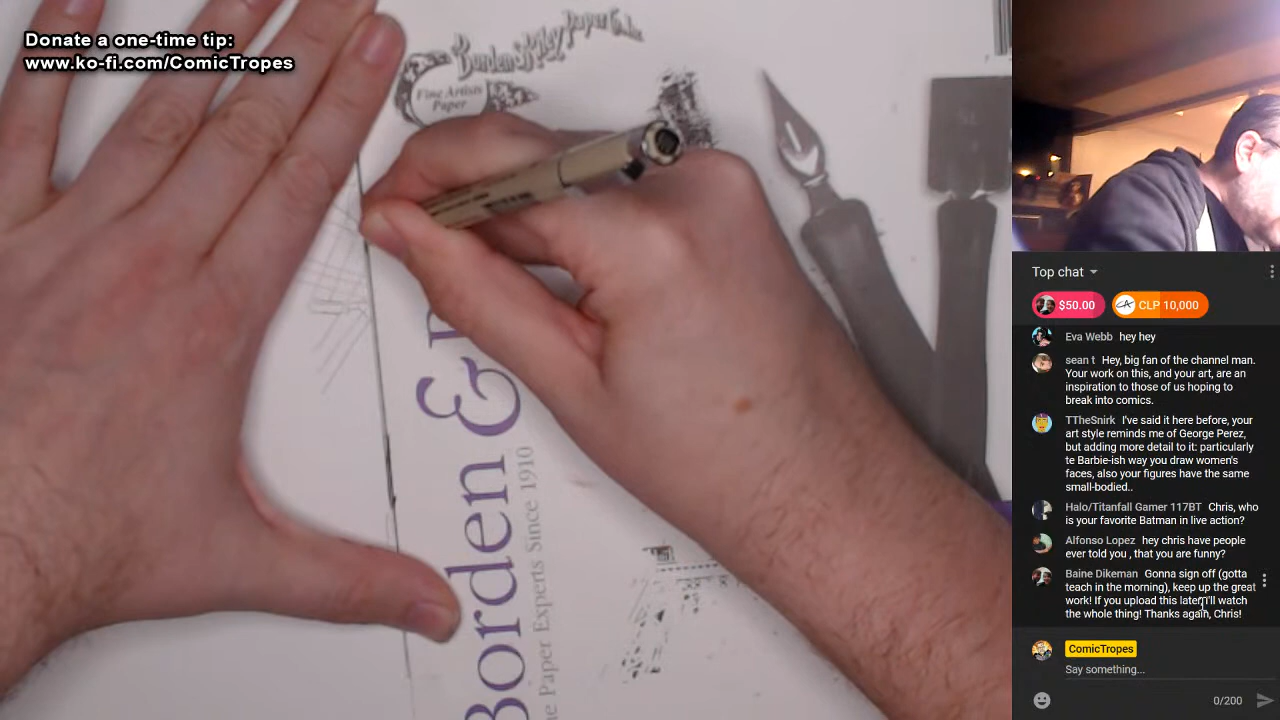 Donate a one-time tip:
www.ko-fi.com/ComicTropes
Borden & Riley Paper Co. Inc.
Fine Artists
Paper
Borden &
Paper Experts Since 1910
Top chat
$50.00
CLP 10,000
Eva Webb hey hey
sean t Hey, big fan of the channel man.
Your work on this, and your art, are an
inspiration to those of us hoping to
break into comics.
TTheSnirk I've said it here before, your
art style reminds me of George Perez,
but adding more detail to it: particularly
te Barbie-ish way you draw women's
faces, also your figures have the same
small-bodied..
Halo/Titanfall Gamer 117BT Chris, who
is your favorite Batman in live action?
Alfonso Lopez hey chris have people
ever told you , that you are funny?
Baine Dikeman Gonna sign off (gotta
teach in the morning), keep up the great
work! If you upload this later I'll watch
the whole thing! Thanks again, Chris!
ComicTropes
Say something...
0/200